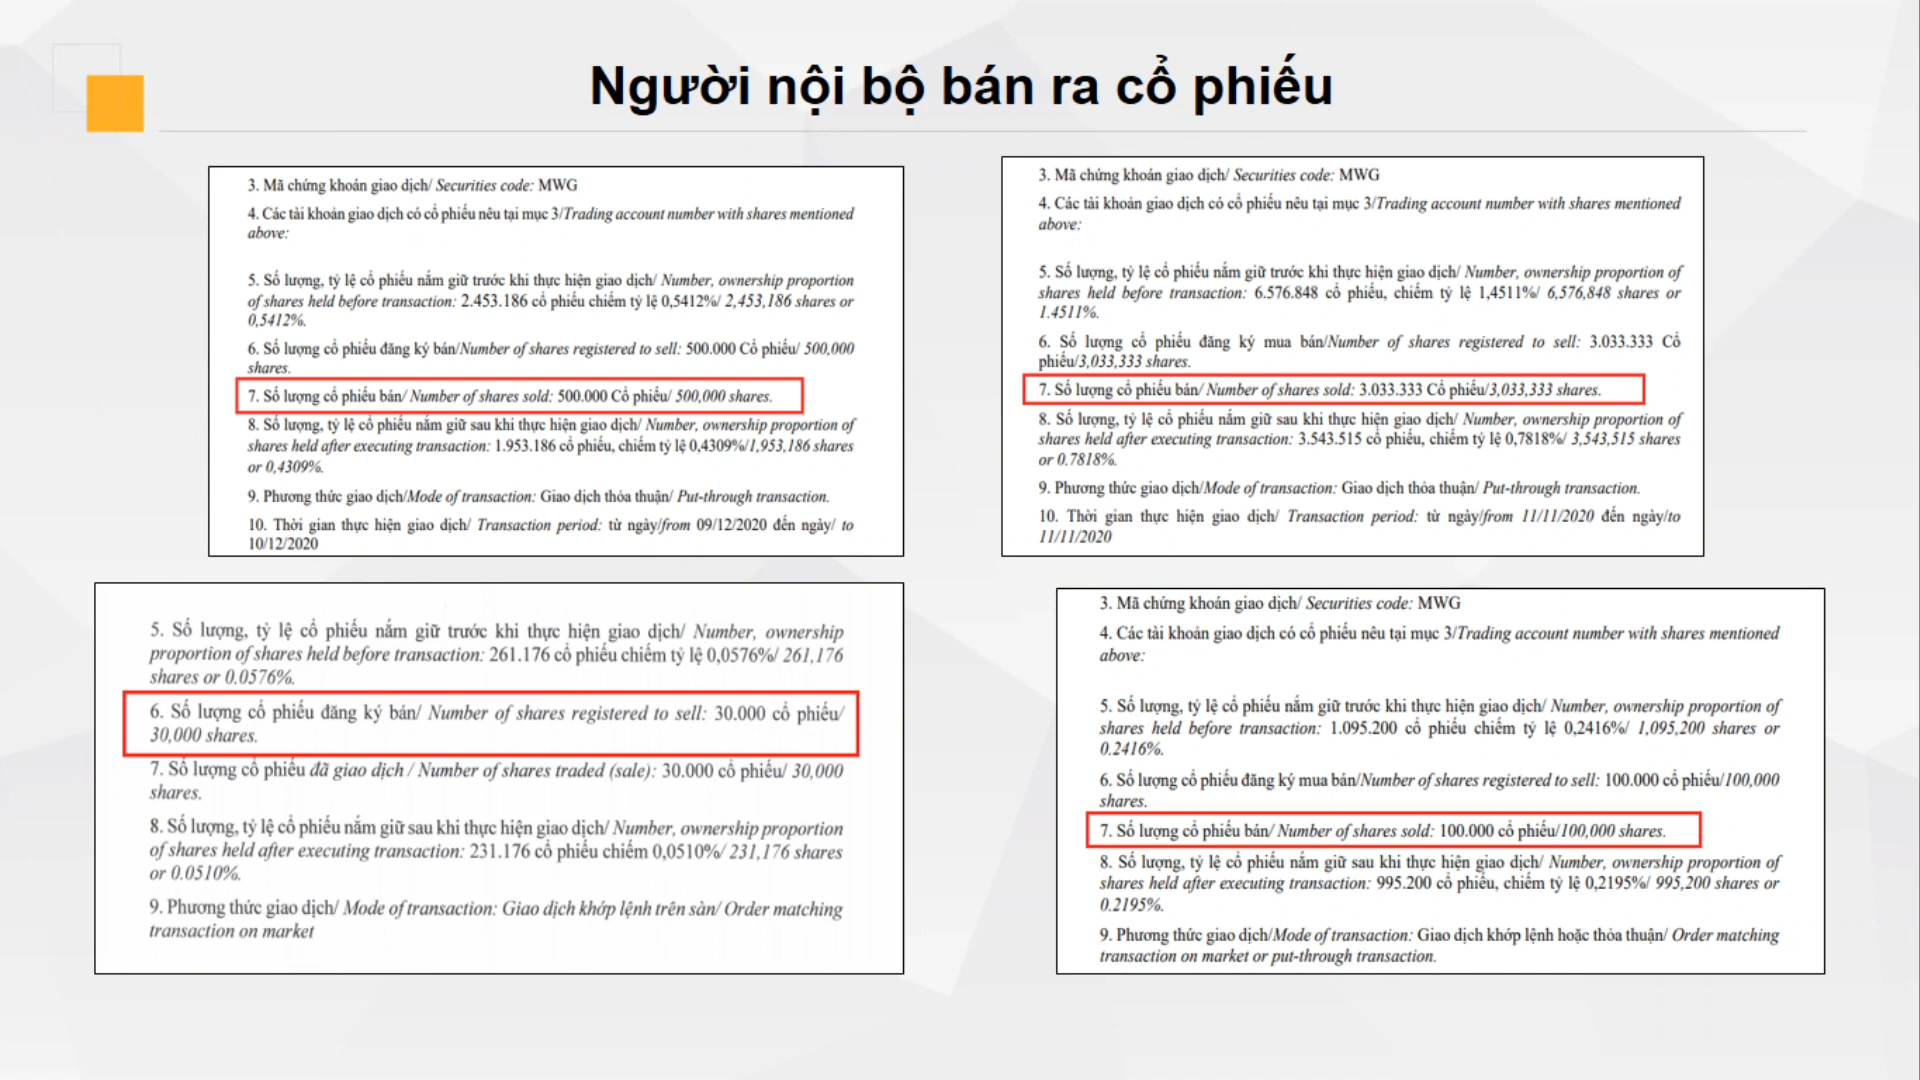 Người nội bộ bán ra cổ phiếu
3. Mã chứng khoán giao dịch/ Securities code: MWG
4. Các tài khoản giao dịch có cổ phiếu nêu tại mục 3/Trading account number with shares mentioned
above:
5. Số lượng, tỷ lệ cổ phiếu nắm giữ trước khi thực hiện giao dịch/ Number, ownership proportion
of shares held before transaction: 2.453.186 cổ phiếu chiếm tỷ lệ 0,5412%/ 2,453,186 shares or
0,5412%.
6. Số lượng cổ phiếu đăng ký bán/Number of shares registered to sell: 500.000 Cổ phiếu/ 500,000
shares.
7. Số lượng cổ phiếu bán/ Number of shares sold: 500.000 Cổ phiếu/ 500,000 shares.
8. Số lượng, tỷ lệ cổ phiếu nắm giữ sau khi thực hiện giao dịch/ Number, ownership proportion of
shares held after executing transaction: 1.953.186 cổ phiếu, chiếm tỷ lệ 0,4309%/1,953,186 shares
or 0,4309%.
9. Phương thức giao dịch/Mode of transaction: Giao dịch thỏa thuận/ Put-through transaction.
10. Thời gian thực hiện giao dịch/ Transaction period: từ ngày/from 09/12/2020 đến ngày/ to
10/12/2020
3. Mã chứng khoán giao dịch/ Securities code: MWG
4. Các tài khoản giao dịch có cổ phiếu nêu tại mục 3/Trading account number with shares mentioned
above:
5. Số lượng, tỷ lệ cổ phiếu nắm giữ trước khi thực hiện giao dịch/ Number, ownership proportion of
shares held before transaction: 6.576.848 cổ phiếu, chiếm tỷ lệ 1,4511%/ 6,576,848 shares or
1.4511%.
6. Số lượng cổ phiếu đăng ký mua bán/Number of shares registered to sell: 3.033.333 Cổ
phiếu/3,033,333 shares.
7. Số lượng cổ phiếu bán/ Number of shares sold: 3.033.333 Cổ phiếu/3,033,333 shares.
8. Số lượng, tỷ lệ cổ phiếu nắm giữ sau khi thực hiện giao dịch/ Number, ownership proportion of
shares held after executing transaction: 3.543.515 cổ phiếu, chiếm tỷ lệ 0,7818%/ 3,543,515 shares
or 0.7818%.
9. Phương thức giao dịch/Mode of transaction: Giao dịch thỏa thuận/ Put-through transaction.
10. Thời gian thực hiện giao dịch/ Transaction period: từ ngày/from 11/11/2020 đến ngày/to
11/11/2020
5. Số lượng, tỷ lệ cổ phiếu nắm giữ trước khi thực hiện giao dịch/ Number, ownership
proportion of shares held before transaction: 261.176 cổ phiếu chiếm tỷ lệ 0,0576%/ 261,176
shares or 0.0576%.
6. Số lượng cổ phiếu đăng ký bán/ Number of shares registered to sell: 30.000 cổ phiếu/
30,000 shares.
7. Số lượng cổ phiếu đã giao dịch / Number of shares traded (sale): 30.000 cổ phiếu/ 30,000
shares.
8. Số lượng, tỷ lệ cổ phiếu nắm giữ sau khi thực hiện giao dịch/ Number, ownership proportion
of shares held after executing transaction: 231.176 cổ phiếu chiếm 0,0510%/ 231,176 shares
or 0.0510%.
9. Phương thức giao dịch/ Mode of transaction: Giao dịch khớp lệnh trên sàn/ Order matching
transaction on market
3. Mã chứng khoán giao dịch/ Securities code: MWG
4. Các tài khoản giao dịch có cổ phiếu nêu tại mục 3/Trading account number with shares mentioned
above:
5. Số lượng, tỷ lệ cổ phiếu nắm giữ trước khi thực hiện giao dịch/ Number, ownership proportion of
shares held before transaction: 1.095.200 cổ phiếu chiếm tỷ lệ 0,2416%/ 1,095,200 shares or
0.2416%.
6. Số lượng cổ phiếu đăng ký mua bán/Number of shares registered to sell: 100.000 cổ phiếu/100,000
shares.
7. Số lượng cổ phiếu bán/ Number of shares sold: 100.000 cổ phiếu/100,000 shares.
8. Số lượng, tỷ lệ cổ phiếu nắm giữ sau khi thực hiện giao dịch/ Number, ownership proportion of
shares held after executing transaction: 995.200 cổ phiếu, chiếm tỷ lệ 0,2195%/ 995,200 shares or
0.2195%.
9. Phương thức giao dịch/Mode of transaction: Giao dịch khớp lệnh hoặc thỏa thuận/ Order matching
transaction on market or put-through transaction.